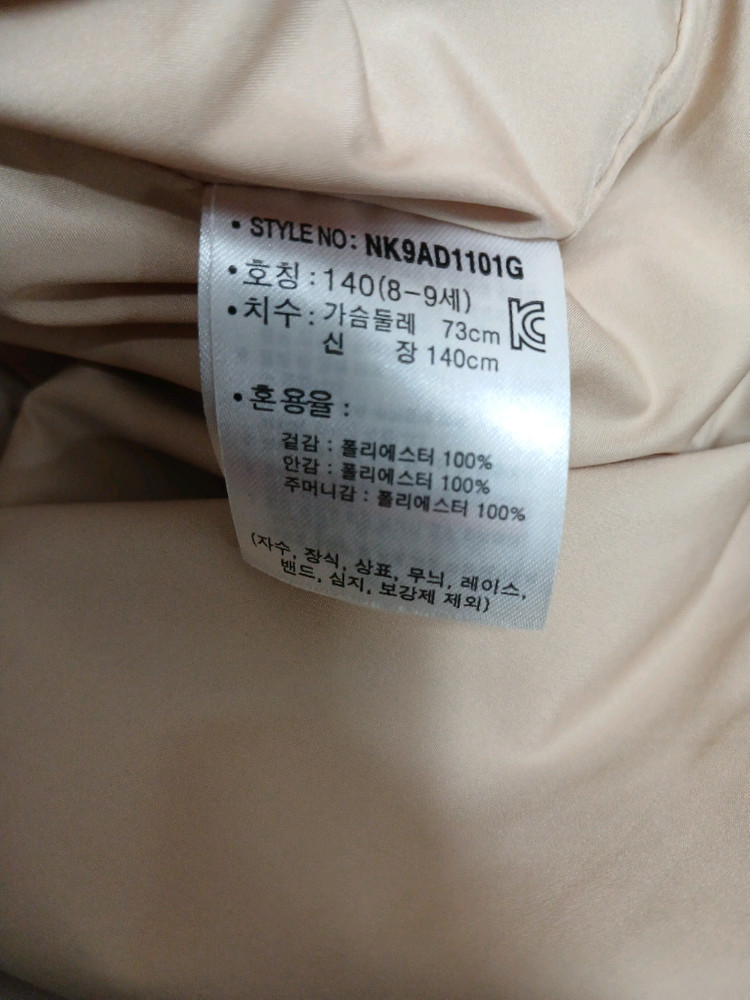 • STYLE NO: NK9AD1101G
• 호칭 : 140(8-9세)
• 치수 : 가슴둘레 73cm
신 장 140cm
• 혼용율 :
겉감 : 폴리에스터 100%
안감 : 폴리에스터 100%
주머니감 : 폴리에스터 100%
(자수, 장식, 상표, 무늬, 레이스,
밴드, 심지, 보강제 제외)